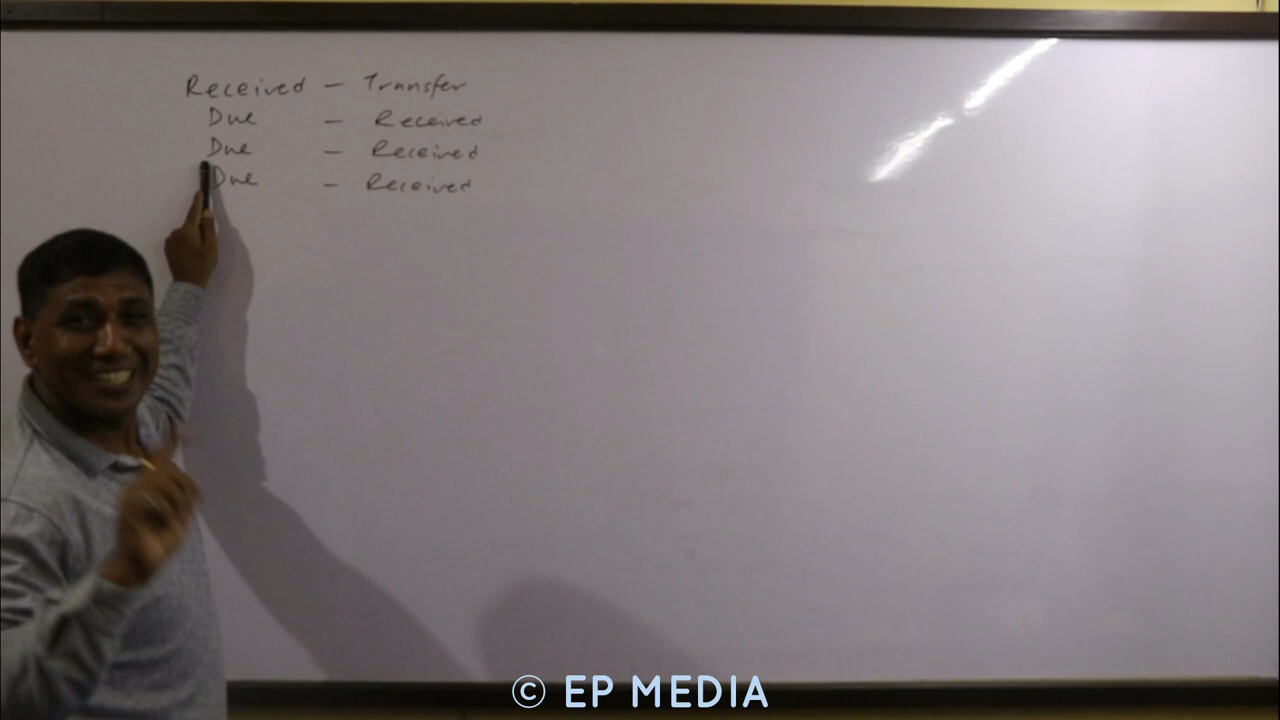 Received – Transfer
Due – Received
Due – Received
Due – Received
© EP MEDIA